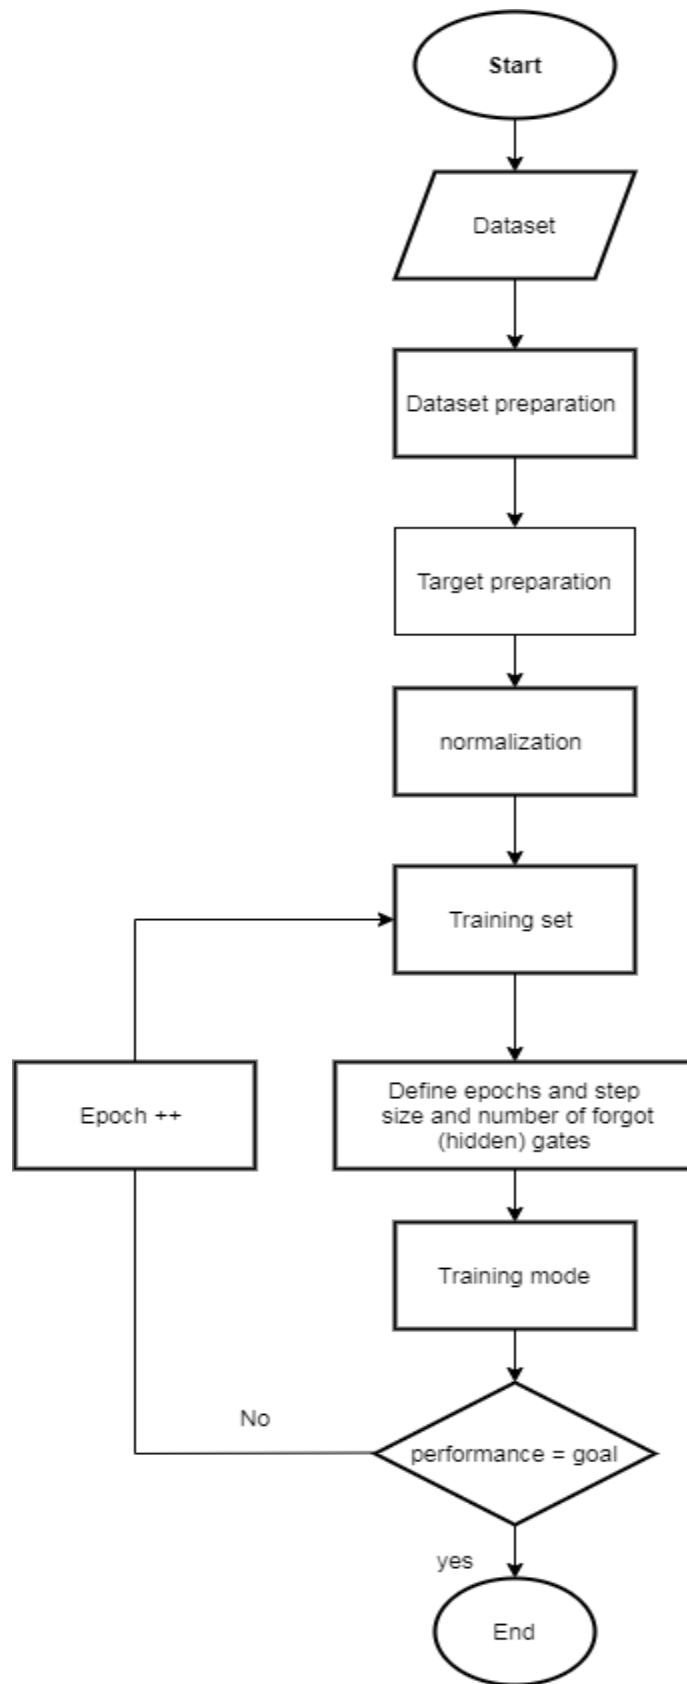 Start
Dataset
Dataset preparation
Target preparation
normalization
Training set
Epoch ++
Define epochs and step
size and number of forgot
(hidden) gates
Training mode
No
performance = goal
yes
End